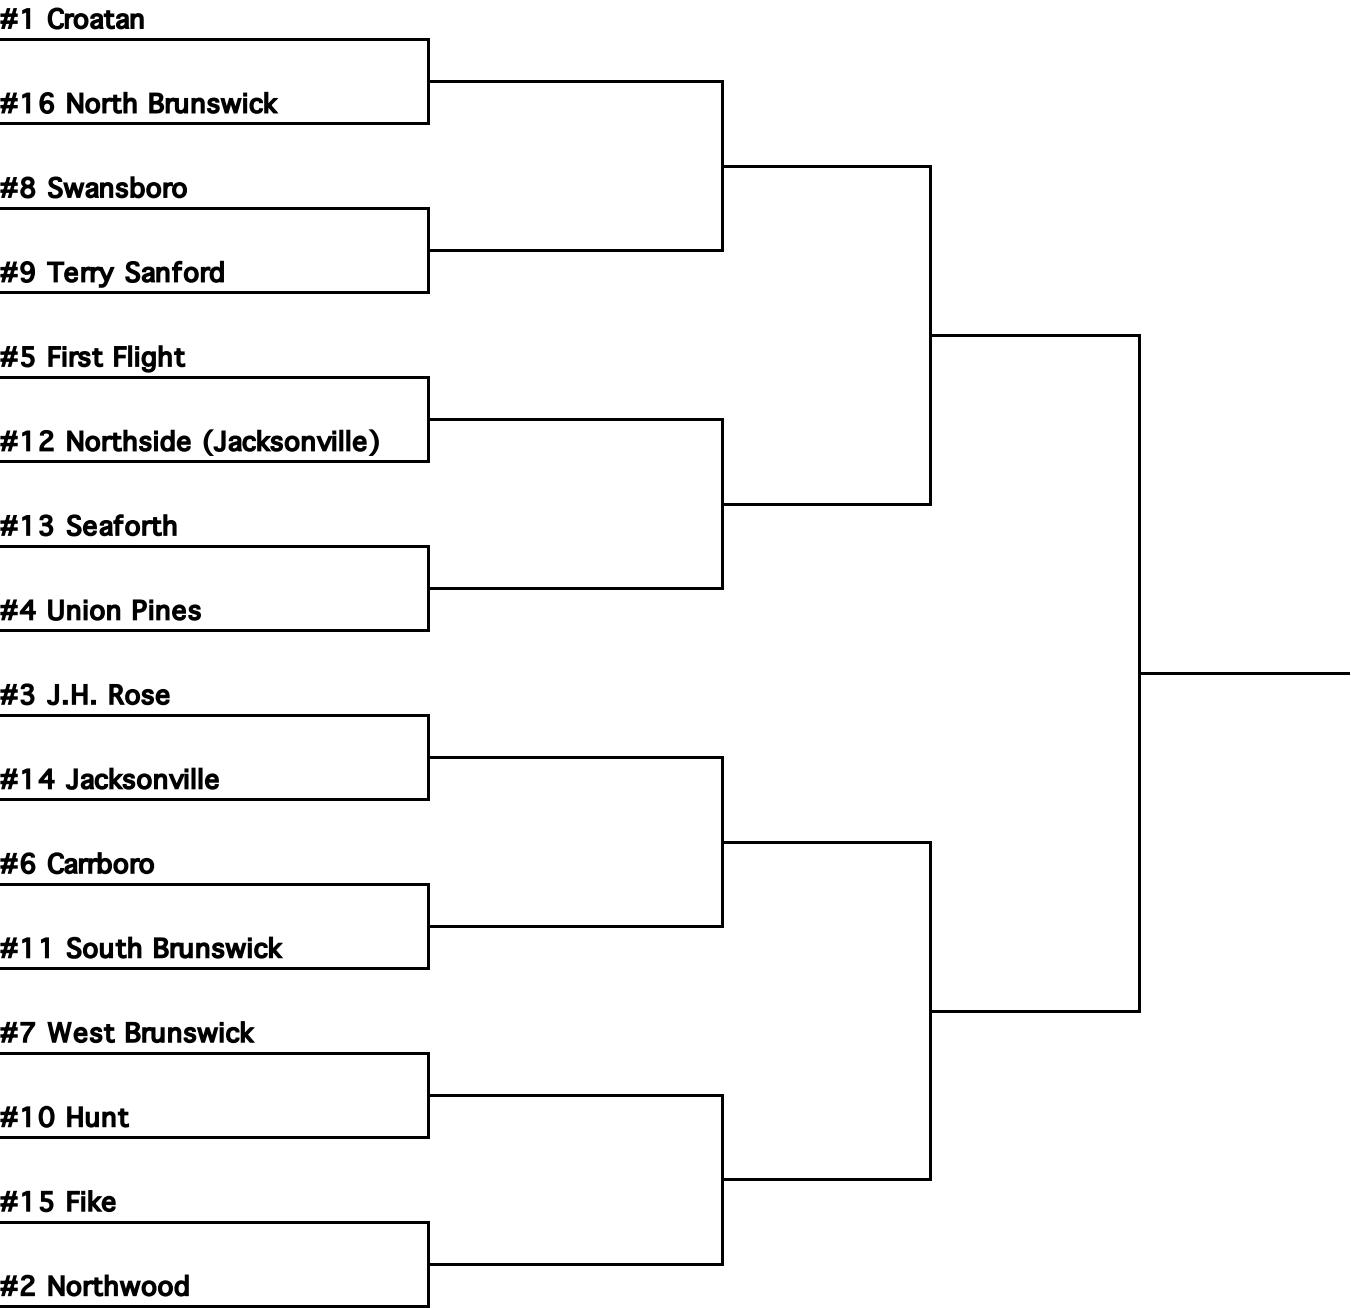 #1 Croatan
#16 North Brunswick
#8 Swansboro
#9 Terry Sanford
#5 First Flight
#12 Northside (Jacksonville)
#13 Seaforth
#4 Union Pines
#3 J.H. Rose
#14 Jacksonville
#6 Carrboro
#11 South Brunswick
#7 West Brunswick
#10 Hunt
#15 Fike
#2 Northwood